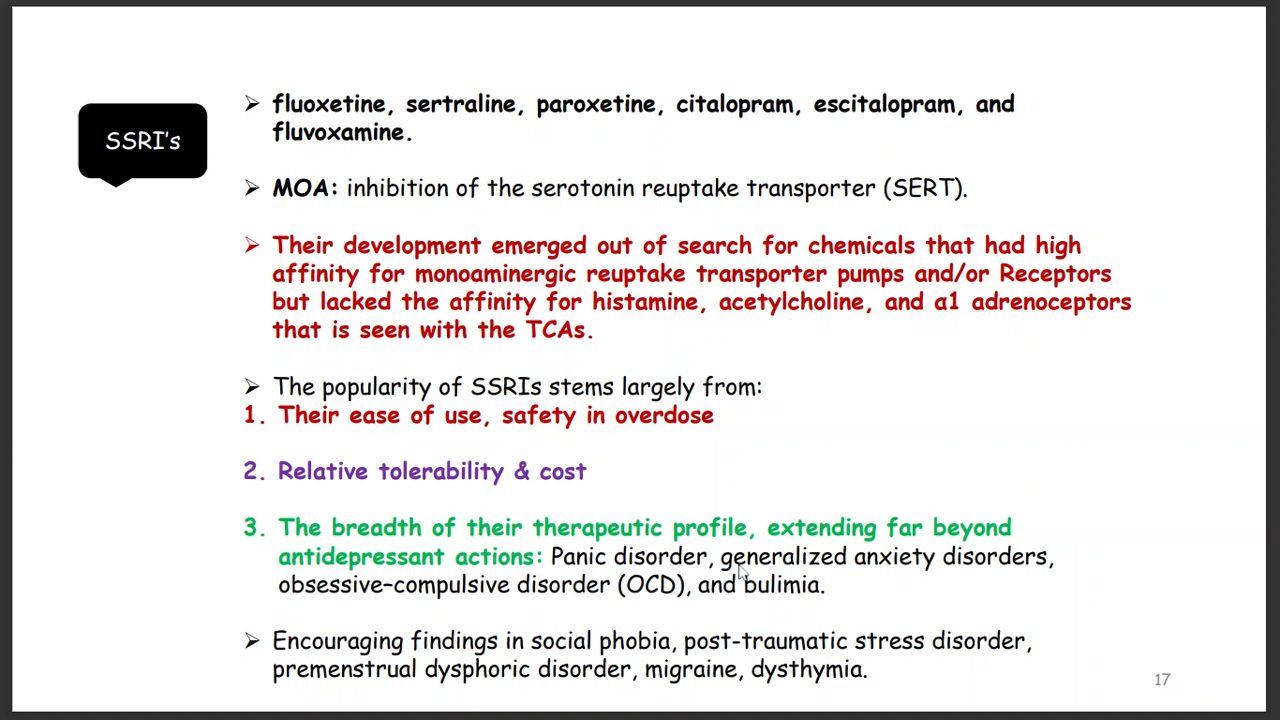 SSRI's
➢ fluoxetine, sertraline, paroxetine, citalopram, escitalopram, and
fluvoxamine.
➢ MOA: inhibition of the serotonin reuptake transporter (SERT).
➢ Their development emerged out of search for chemicals that had high
affinity for monoaminergic reuptake transporter pumps and/or Receptors
but lacked the affinity for histamine, acetylcholine, and α1 adrenoceptors
that is seen with the TCAs.
➢ The popularity of SSRIs stems largely from:
1. Their ease of use, safety in overdose
2. Relative tolerability & cost
3. The breadth of their therapeutic profile, extending far beyond
antidepressant actions: Panic disorder, generalized anxiety disorders,
obsessive–compulsive disorder (OCD), and bulimia.
➢ Encouraging findings in social phobia, post-traumatic stress disorder,
premenstrual dysphoric disorder, migraine, dysthymia.
17